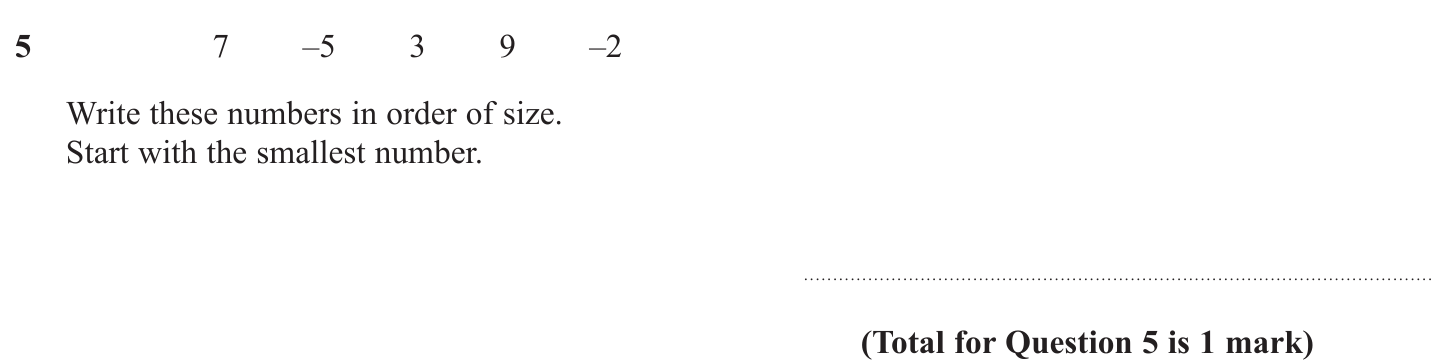 5 7 –5 3 9 –2
Write these numbers in order of size.
Start with the smallest number.
(Total for Question 5 is 1 mark)